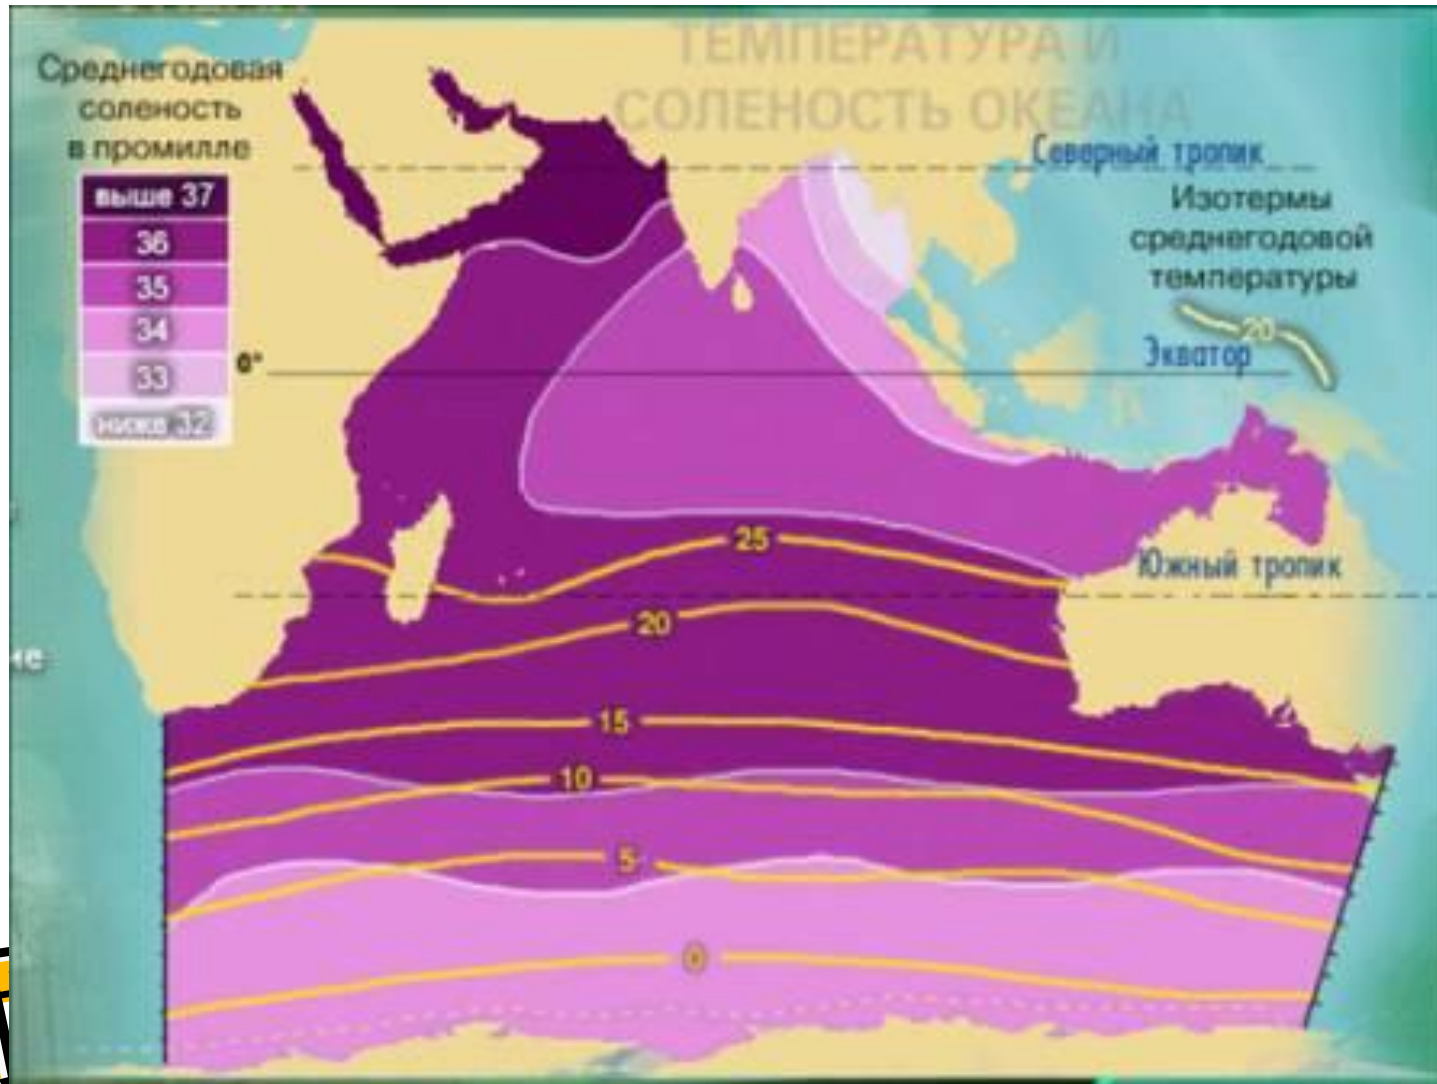 ТЕМПЕРАТУРА И
СОЛЕНОСТЬ ОКЕАНА
Среднегодовая
соленость
в промилле
выше 37
36
35
34
33
ниже 32
Северный тропик
Изотермы
среднегодовой
температуры
20
Экватор
0°
Южный тропик
25
20
15
10
5
0